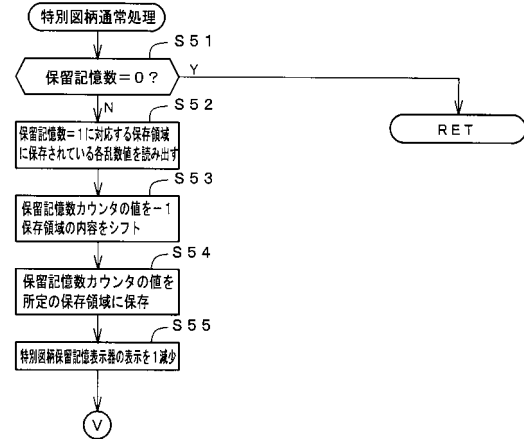 特別図柄通常処理
S51
保留記憶数=0?
Y
N
S52
RET
保留記憶数=1に対応する保存領域
に保存されている各乱数値を読み出す
S53
保留記憶数カウンタの値を-1
保存領域の内容をシフト
S54
保留記憶数カウンタの値を
所定の保存領域に保存
S55
特別図柄保留記憶表示器の表示を1減少
V